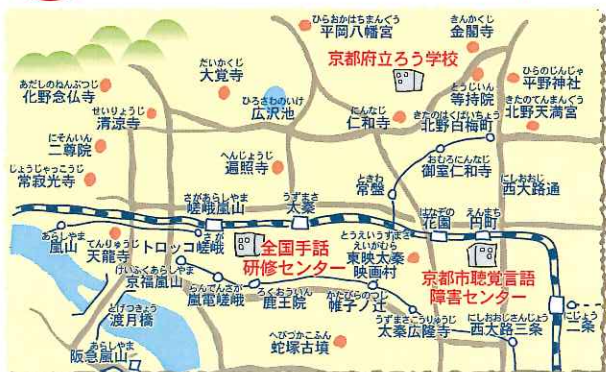 ひらおかはちまんぐう
平岡八幡宮
きんかくじ
金閣寺
京都府立ろう学校
だいかくじ
大覚寺
あだしのねんぶつじ
化野念仏寺
ひろさわのいけ
広沢池
とうじいん
等持院
ひらのじんじゃ
平野神社
せいりょうじ
清涼寺
にんなじ
仁和寺
きたのてんまんぐう
北野天満宮
きたのはくばいちょう
北野白梅町
にそんいん
二尊院
へんじょうじ
遍照寺
おむろにんなじ
御室仁和寺
じょうじゃっこうじ
常寂光寺
ときわ
常盤
にしおおじ
西大路通
さがあらしやま
嵯峨嵐山
うずまさ
太秦
はなぞの
花園
えんまち
円町
あらしやま
嵐山
てんりゅうじ
天龍寺
さが
トロッコ嵯峨
全国手話
研修センター
とうえいうずまさ
えいがむら
東映太秦
映画村
京都市聴覚言語
障害センター
けいふくあらしやま
京福嵐山
らんでんさが
嵐電嵯峨
ろくおういん
鹿王院
かたびらのつじ
帷子ノ辻
うずまさこうりゅうじ
太秦広隆寺
にしおおじさんじょう
西大路三条
にじょう
二条
とげつきょう
渡月橋
あらしやま
阪急嵐山
へびづかこふん
蛇塚古墳